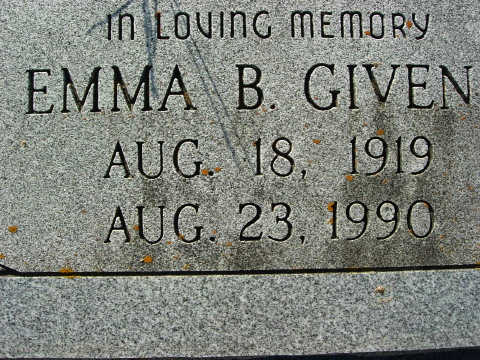 IN LOVING MEMORY
EMMA B. GIVEN
AUG. 18, 1919
AUG. 23, 1990